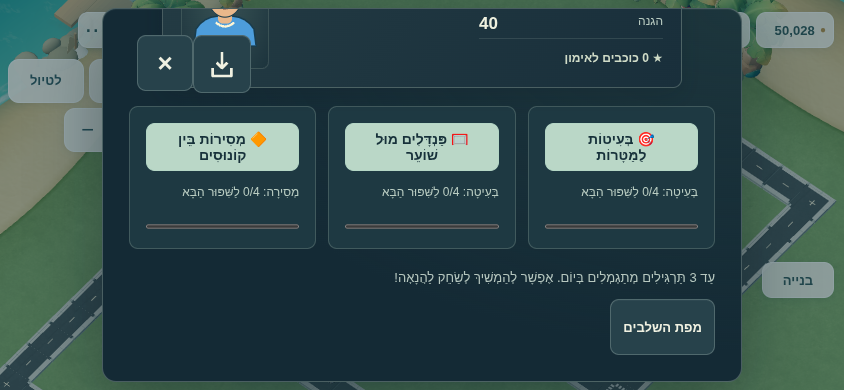 50,028
לטיול
הגנה 40
★ 0 כוכבים לאימון
🎯 בְּעִיטוֹת לַמַּטָּרוֹת
בְּעִיטָה: 0/4 לַשִּׁפּוּר הַבָּא
🥅 פֶּנְדֶּלִים מוּל שׁוֹעֵר
בְּעִיטָה: 0/4 לַשִּׁפּוּר הַבָּא
🔶 מְסִירוֹת בֵּין קוֹנוּסִים
מְסִירָה: 0/4 לַשִּׁפּוּר הַבָּא
עַד 3 תַּרְגִּילִים מְתֻגְמָלִים בְּיוֹם. אֶפְשָׁר לְהַמְשִׁיךְ לְשַׂחֵק לַהֲנָאָה!
בנייה
מפת השלבים